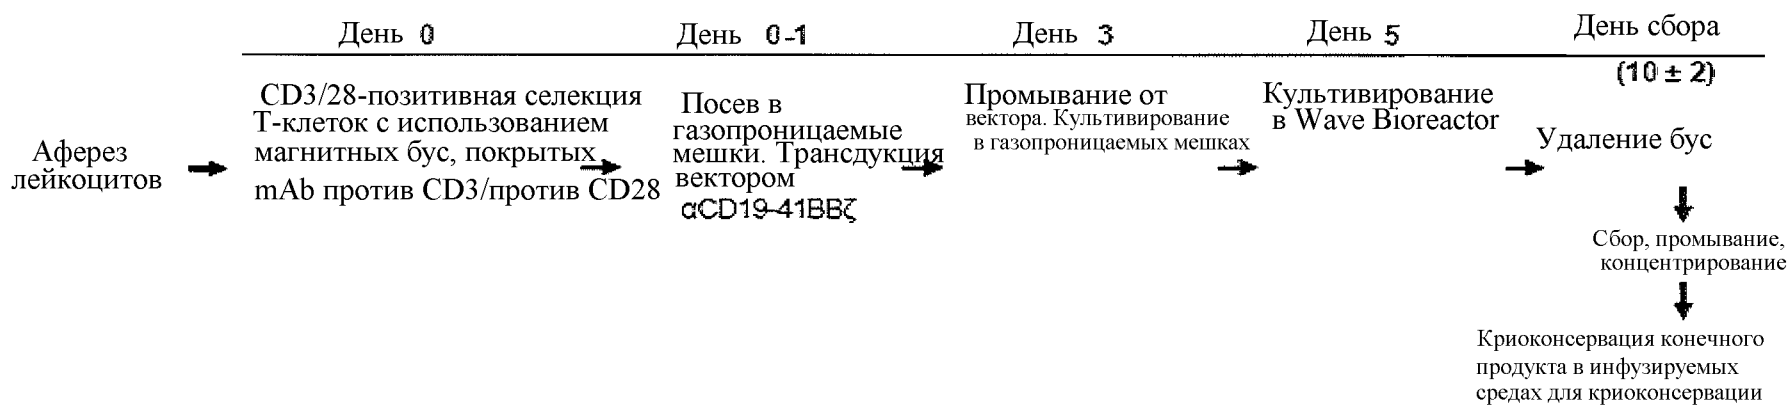 День 0
День 0-1
День 3
День 5
День сбора
(10 ± 2)
Аферез
лейкоцитов
CD3/28-позитивная селекция
Т-клеток с использованием
магнитных бус, покрытых
mAb против CD3/против CD28
Посев в
газопроницаемые
мешки. Трансдукция
вектором
αCD19-41BBζ
Промывание от
вектора. Культивирование
в газопроницаемых мешках
Культивирование
в Wave Bioreactor
Удаление бус
Сбор, промывание,
концентрирование
Криоконсервация конечного
продукта в инфузируемых
средах для криоконсервации